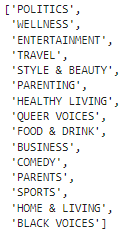 ['POLITICS',
'WELLNESS',
'ENTERTAINMENT',
'TRAVEL',
'STYLE & BEAUTY',
'PARENTING',
'HEALTHY LIVING',
'QUEER VOICES',
'FOOD & DRINK',
'BUSINESS',
'COMEDY',
'PARENTS',
'SPORTS',
'HOME & LIVING',
'BLACK VOICES']